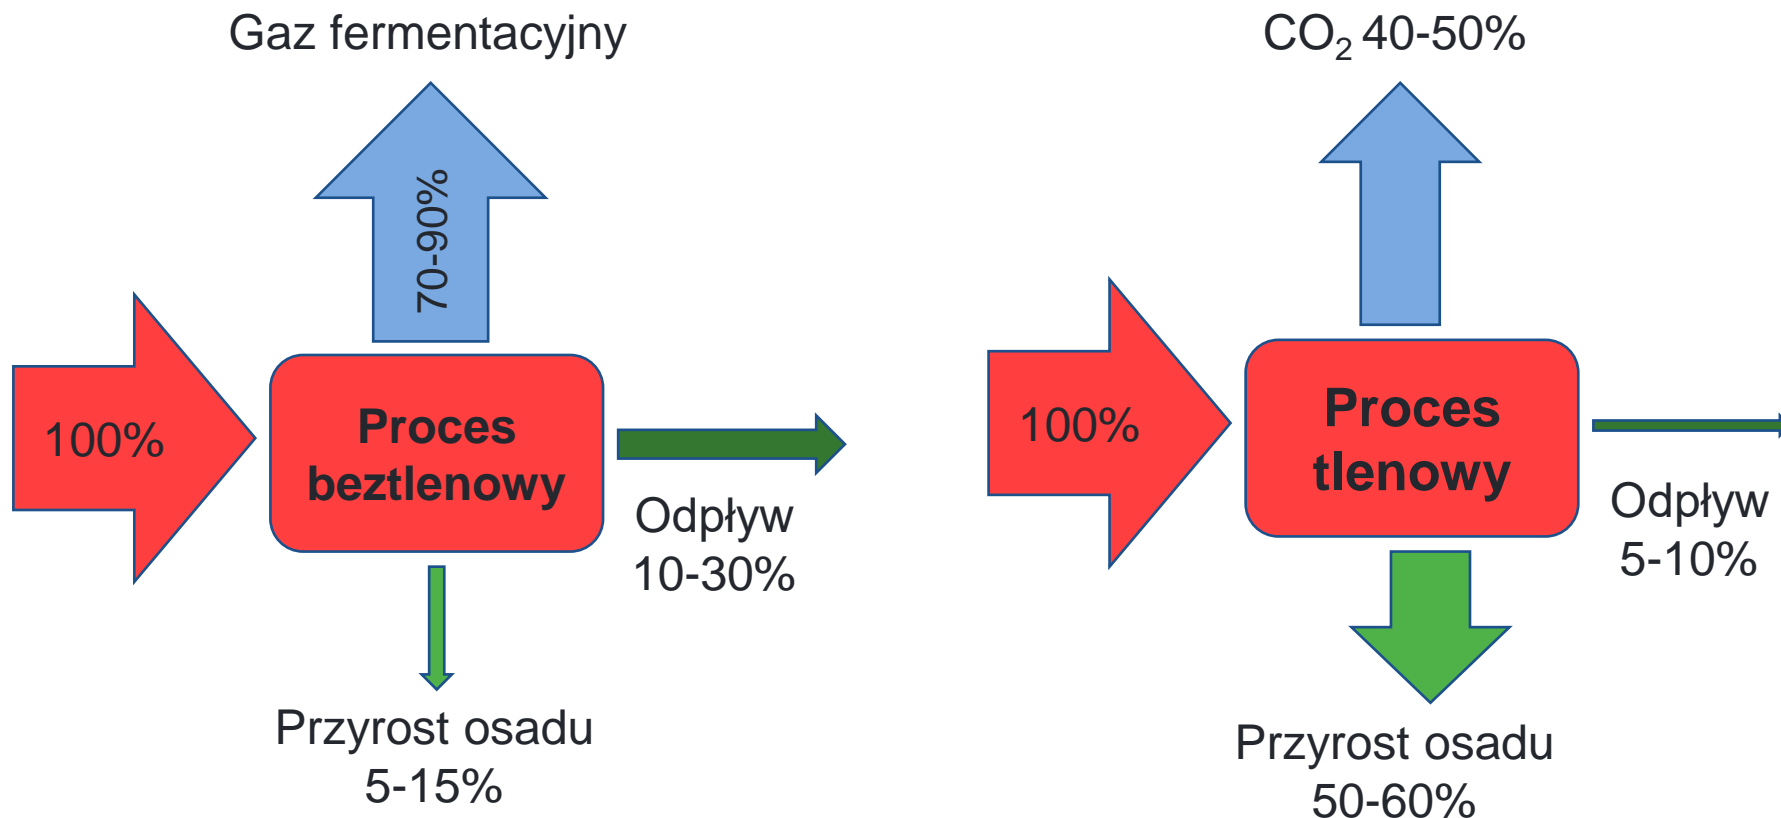 Gaz fermentacyjny
70-90%
100%
Proces
beztlenowy
Odpływ
10-30%
Przyrost osadu
5-15%
CO₂ 40-50%
100%
Proces
tlenowy
Odpływ
5-10%
Przyrost osadu
50-60%